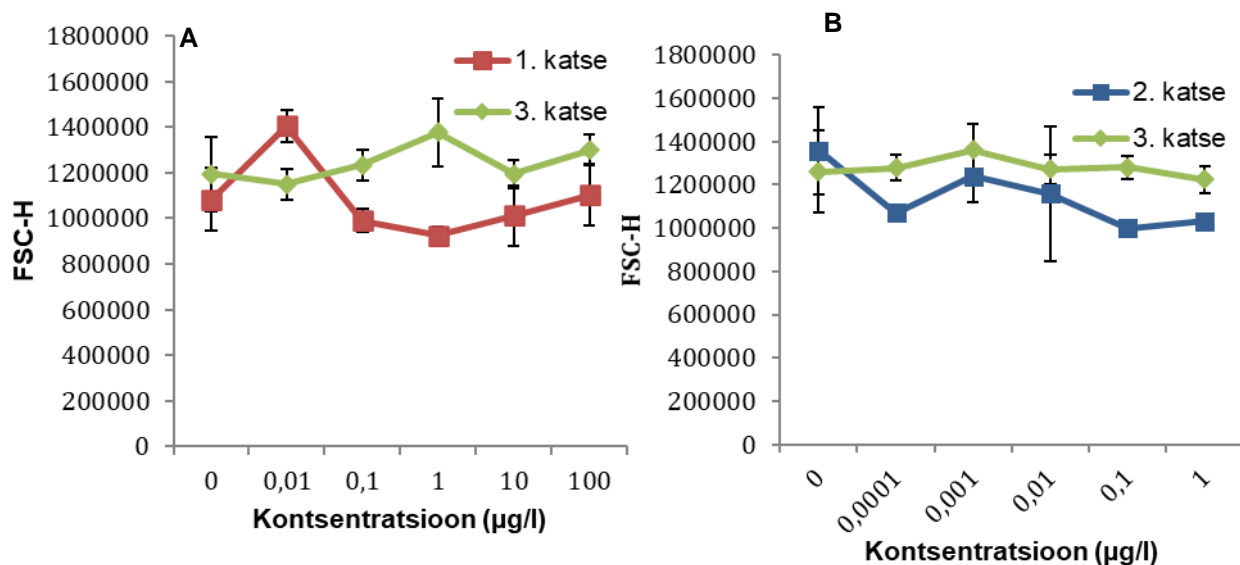 A
1. katse
3. katse
FSC-H
1800000
1600000
1400000
1200000
1000000
800000
600000
400000
200000
0
0 0,01 0,1 1 10 100
Kontsentratsioon (µg/l)
B
2. katse
3. katse
FSC-H
1800000
1600000
1400000
1200000
1000000
800000
600000
400000
200000
0
0 0,0001 0,001 0,01 0,1 1
Kontsentratsioon (µg/l)